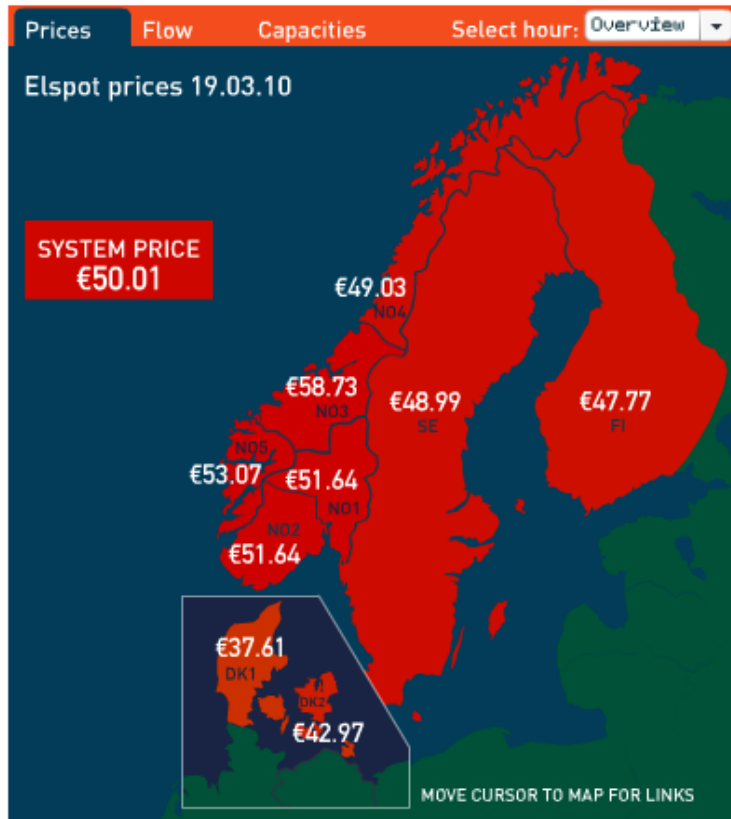 Prices Flow Capacities Select hour: Overview
Elspot prices 19.03.10
SYSTEM PRICE
€50.01
€49.03
NO4
€58.73
NO3
€48.99
SE
€47.77
FI
NO5
€53.07
€51.64
NO1
NO2
€51.64
€37.61
DK1
DK2
€42.97
MOVE CURSOR TO MAP FOR LINKS